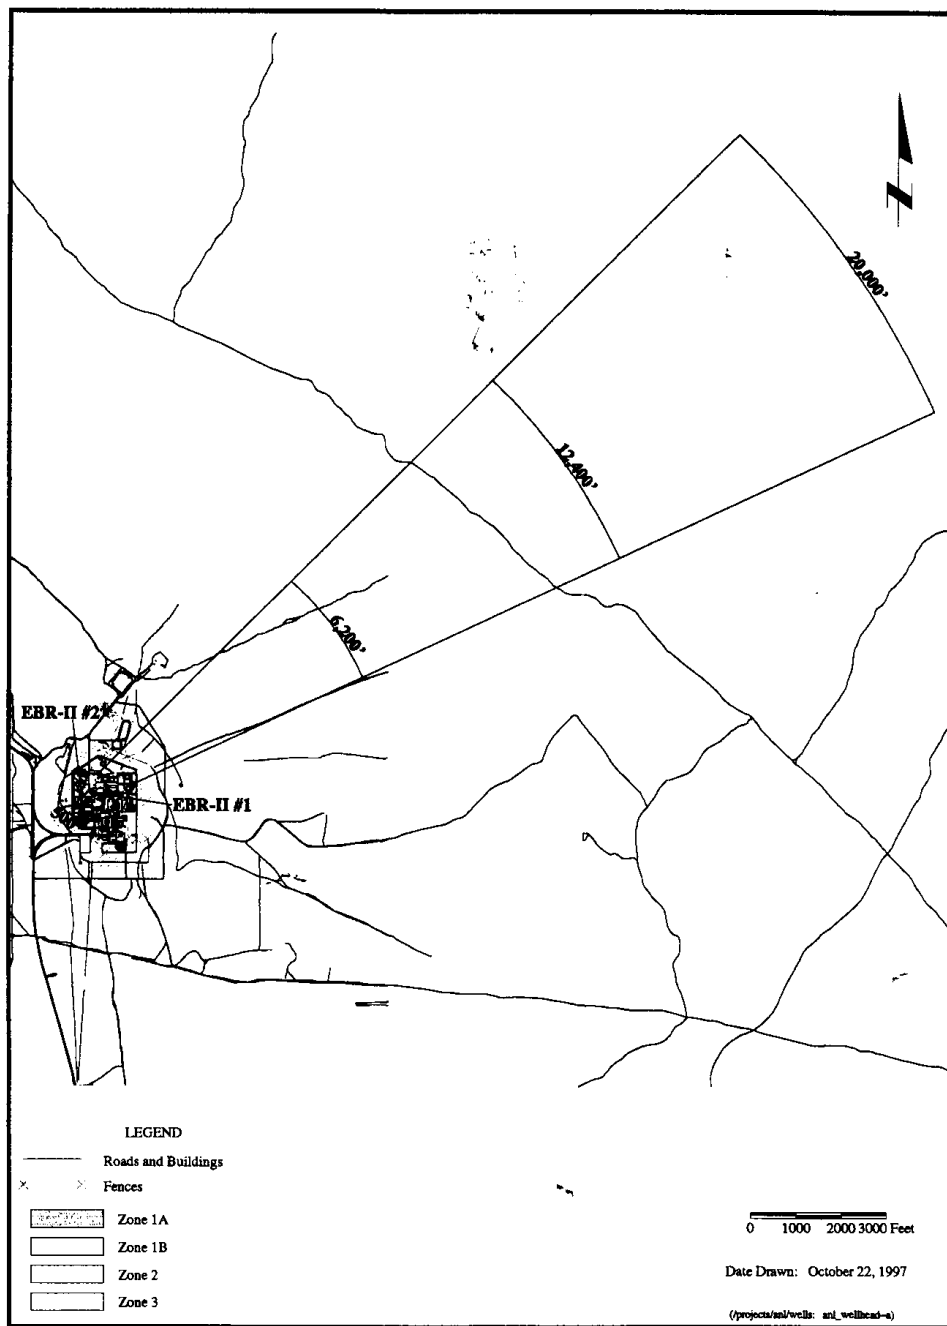 N
20,000'
12,400'
6,200'
EBR-II #2
EBR-II #1
LEGEND
Roads and Buildings
Fences
Zone 1A
Zone 1B
Zone 2
Zone 3
0 1000 2000 3000 Feet
Date Drawn: October 22, 1997
(/projects/anl/wells: anl_wellhead-a)